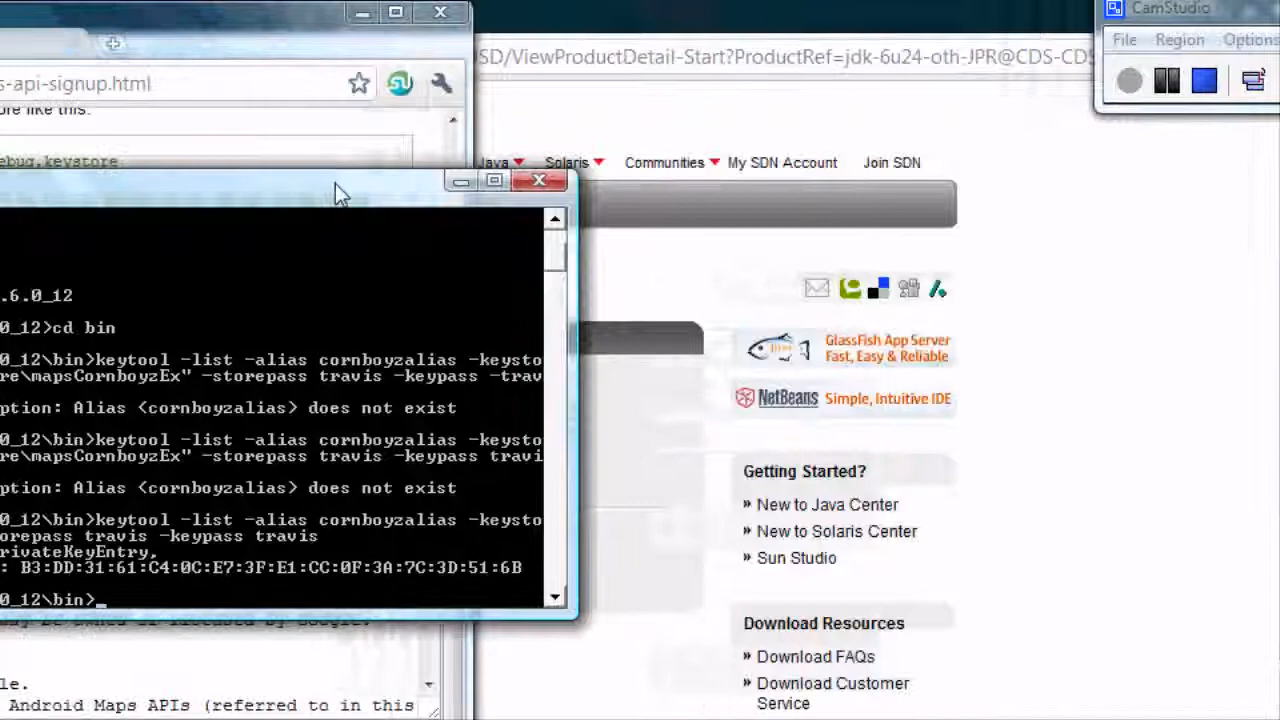 CamStudio
File Region Options
SD/ViewProductDetail-Start?ProductRef=jdk-6u24-oth-JPR@CDS-CDS
s-api-signup.html
ore like this:
ebug.keystore
Java Solaris Communities My SDN Account Join SDN
.6.0_12
0_12>cd bin
0_12\bin>keytool -list -alias cornboyzalias -keysto
re\mapsCornboyzEx" -storepass travis -keypass -trav
ption: Alias <cornboyzalias> does not exist
0_12\bin>keytool -list -alias cornboyzalias -keysto
re\mapsCornboyzEx" -storepass travis -keypass travi
ption: Alias <cornboyzalias> does not exist
0_12\bin>keytool -list -alias cornboyzalias -keysto
orepass travis -keypass travis
rivateKeyEntry,
: B3:DD:31:61:C4:0C:E7:3F:E1:CC:0F:3A:7C:3D:51:6B
0_12\bin>_
GlassFish App Server
Fast, Easy & Reliable
NetBeans Simple, Intuitive IDE
Getting Started?
» New to Java Center
» New to Solaris Center
» Sun Studio
Download Resources
» Download FAQs
» Download Customer
Service
le.
Android Maps APIs (referred to in this